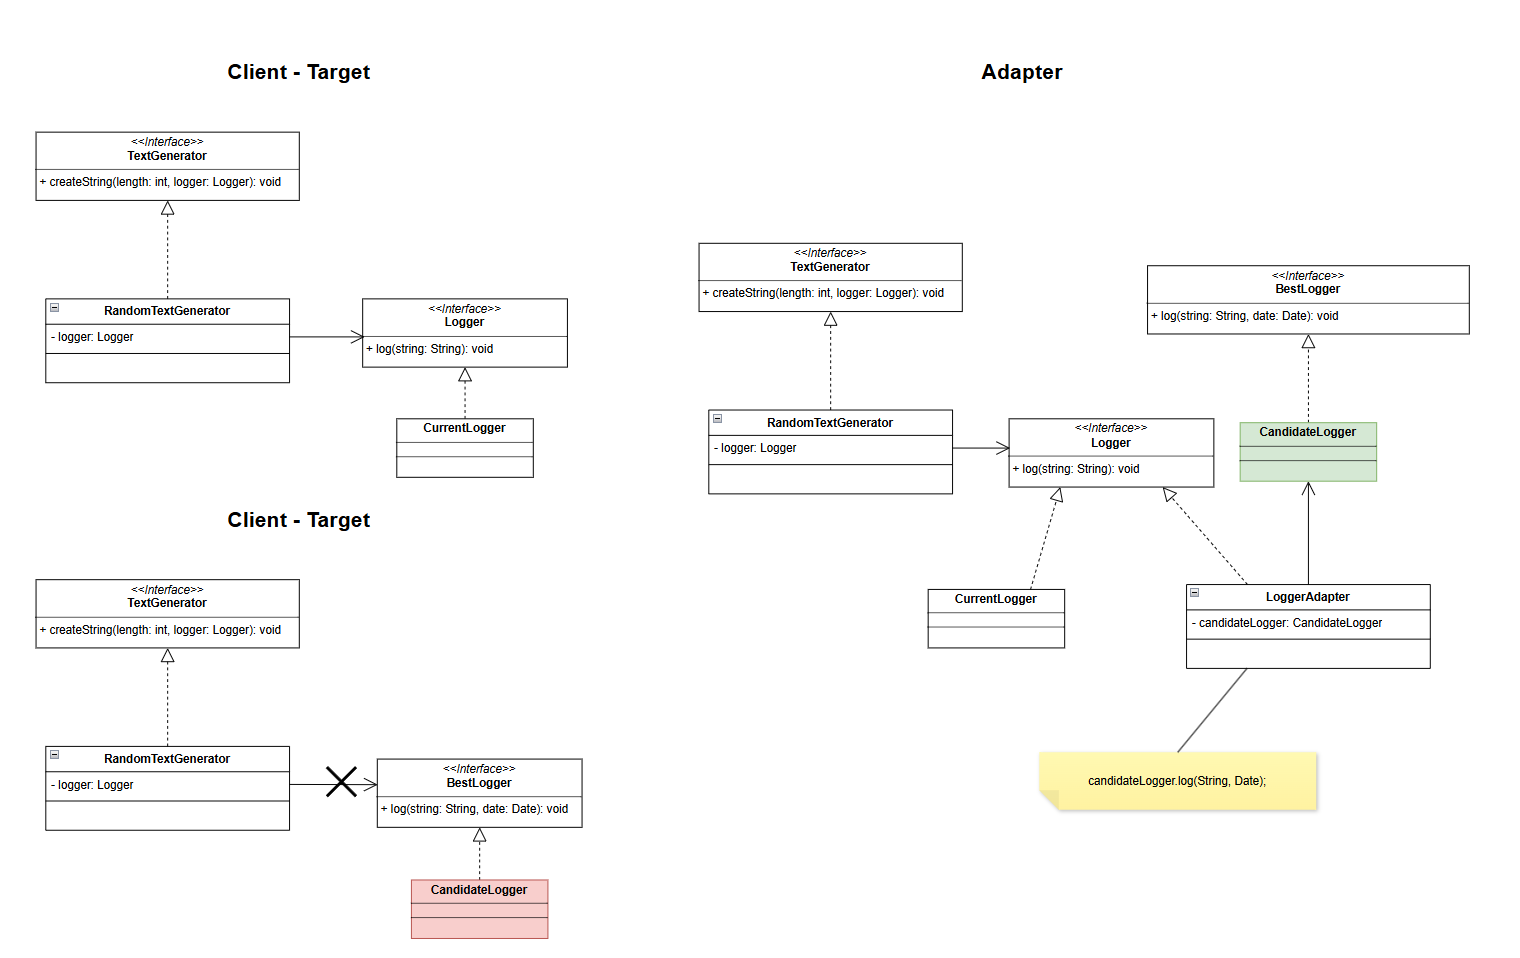 Client - Target
<<Interface>>
TextGenerator
+ createString(length: int, logger: Logger): void
RandomTextGenerator
- logger: Logger
<<Interface>>
Logger
+ log(string: String): void
CurrentLogger
Client - Target
<<Interface>>
TextGenerator
+ createString(length: int, logger: Logger): void
RandomTextGenerator
- logger: Logger
<<Interface>>
BestLogger
+ log(string: String, date: Date): void
CandidateLogger
Adapter
<<Interface>>
TextGenerator
+ createString(length: int, logger: Logger): void
<<Interface>>
BestLogger
+ log(string: String, date: Date): void
RandomTextGenerator
- logger: Logger
<<Interface>>
Logger
+ log(string: String): void
CandidateLogger
CurrentLogger
LoggerAdapter
- candidateLogger: CandidateLogger
candidateLogger.log(String, Date);